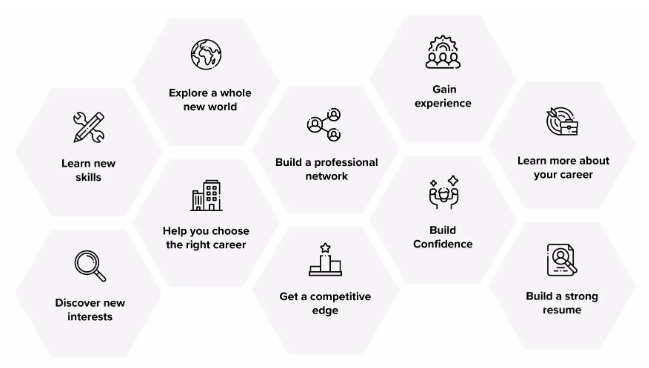 Explore a whole
new world
Gain
experience
Learn new
skills
Build a professional
network
Learn more about
your career
Help you choose
the right career
Build
Confidence
Discover new
interests
Get a competitive
edge
Build a strong
resume